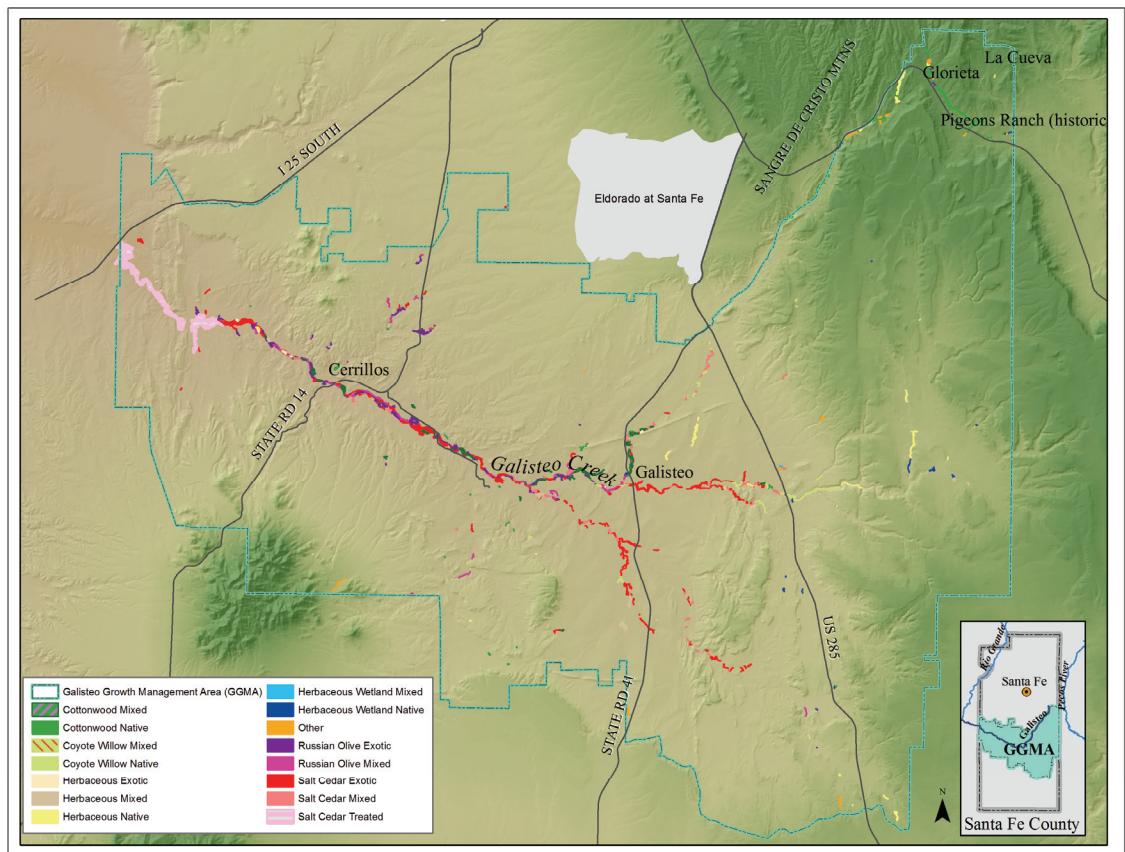 La Cueva
Glorieta
Pigeons Ranch (historic
SANGRE DE CRISTO MTNS
I 25 SOUTH
Eldorado at Santa Fe
Cerrillos
STATE RD 14
Galisteo Creek
Galisteo
US 285
STATE RD 41
Galisteo Growth Management Area (GGMA)
Cottonwood Mixed
Cottonwood Native
Coyote Willow Mixed
Coyote Willow Native
Herbaceous Exotic
Herbaceous Mixed
Herbaceous Native
Herbaceous Wetland Mixed
Herbaceous Wetland Native
Other
Russian Olive Exotic
Russian Olive Mixed
Salt Cedar Exotic
Salt Cedar Mixed
Salt Cedar Treated
N
Rio Grande
Pecos River
Santa Fe
Galisteo
GGMA
Santa Fe County